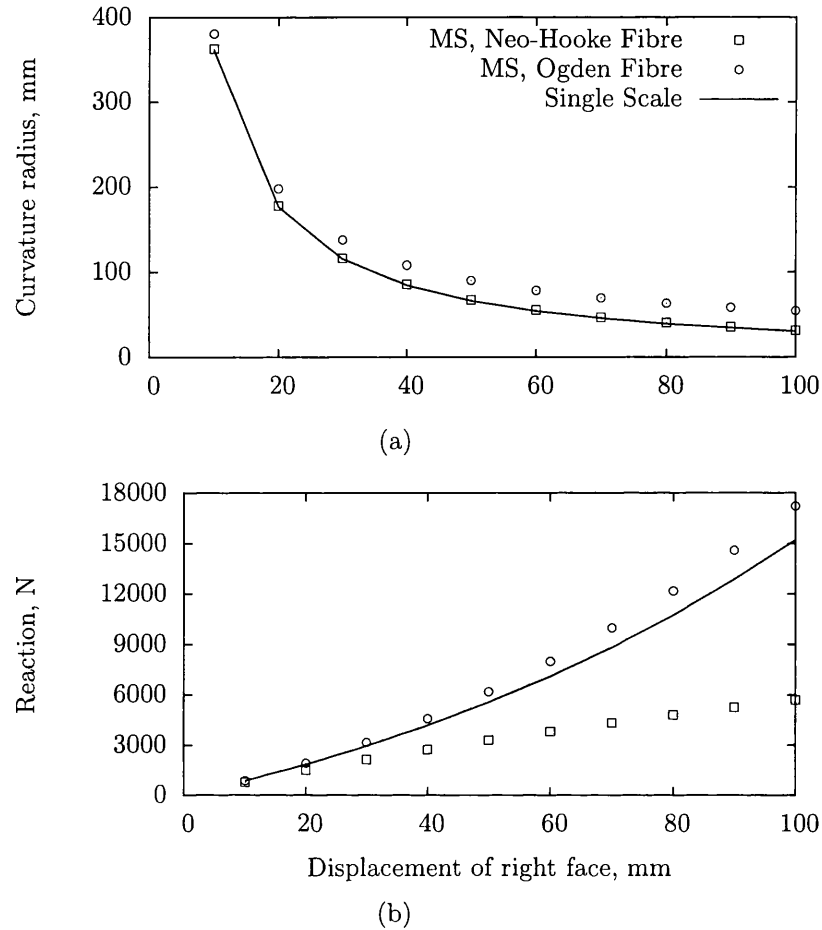 400
MS, Neo-Hooke Fibre
MS, Ogden Fibre
Single Scale
300
200
100
0
Curvature radius, mm
0 20 40 60 80 100
(a)
18000
15000
12000
9000
6000
3000
0
Reaction, N
0 20 40 60 80 100
Displacement of right face, mm
(b)